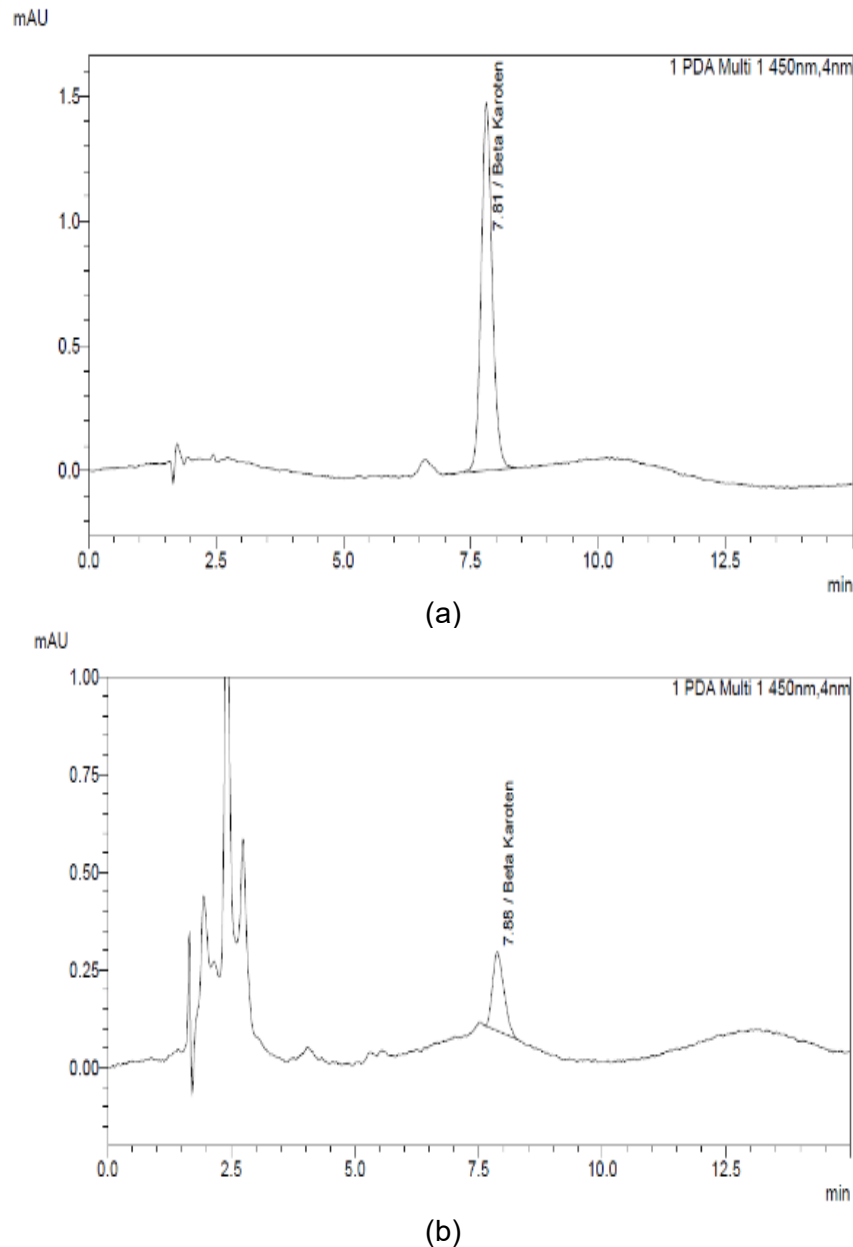 mAU
1 PDA Multi 1 450nm,4nm
7.81 / Beta Karoten
1.5
1.0
0.5
0.0
0.0 2.5 5.0 7.5 10.0 12.5
min
(a)
mAU
1 PDA Multi 1 450nm,4nm
7.88 / Beta Karoten
1.00
0.75
0.50
0.25
0.00
0.0 2.5 5.0 7.5 10.0 12.5
min
(b)